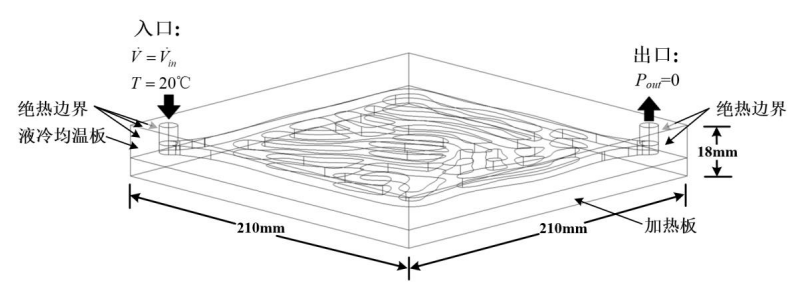 入口：
V̇ = V̇in
T = 20℃
出口：
Pout=0
绝热边界
液冷均温板
绝热边界
18mm
210mm
210mm
加热板